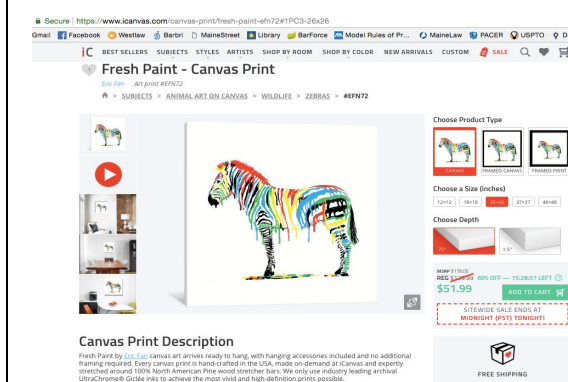 Secure | https://www.icanvas.com/canvas-print/fresh-paint-efn72#1PC3-26x26
Gmail Facebook Westlaw Barbri MaineStreet Library BarForce Model Rules of Pr... MaineLaw PACER USPTO D
iC BEST SELLERS SUBJECTS STYLES ARTISTS SHOP BY ROOM SHOP BY COLOR NEW ARRIVALS CUSTOM SALE
Fresh Paint - Canvas Print
Eric Fan Art print #EFN72
> SUBJECTS > ANIMAL ART ON CANVAS > WILDLIFE > ZEBRAS > #EFN72
Choose Product Type
CANVAS FRAMED CANVAS FRAMED PRINT
Choose a Size (inches)
12x12 18x18 26x26 37x37 48x48
Choose Depth
.75" 1.5"
MSRP $178.00
REG $129.99 60% OFF — 15:28:57 LEFT
$51.99 ADD TO CART
SITEWIDE SALE ENDS AT
MIDNIGHT (PST) TONIGHT!
FREE SHIPPING
Canvas Print Description
Fresh Paint by Eric Fan canvas art arrives ready to hang, with hanging accessories included and no additional
framing required. Every canvas print is hand-crafted in the USA, made on-demand at iCanvas and expertly
stretched around 100% North American Pine wood stretcher bars. We only use industry leading archival
UltraChrome® Giclée inks to achieve the most vivid and high-definition prints possible.